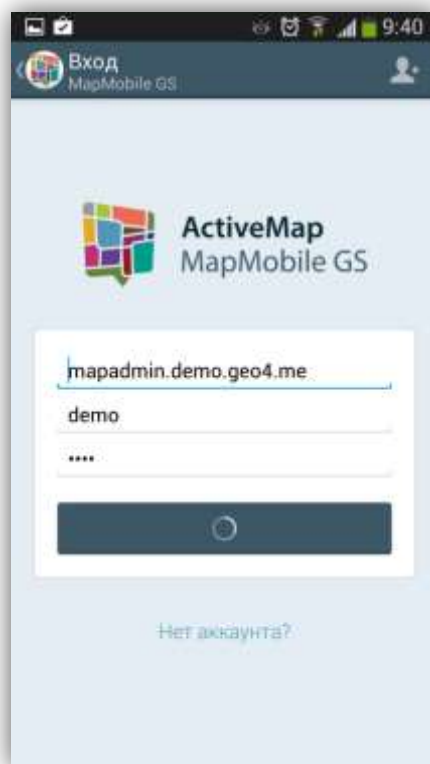 9:40
Вход
MapMobile GS
ActiveMap
MapMobile GS
mapadmin.demo.geo4.me
demo
••••
Нет аккаунта?